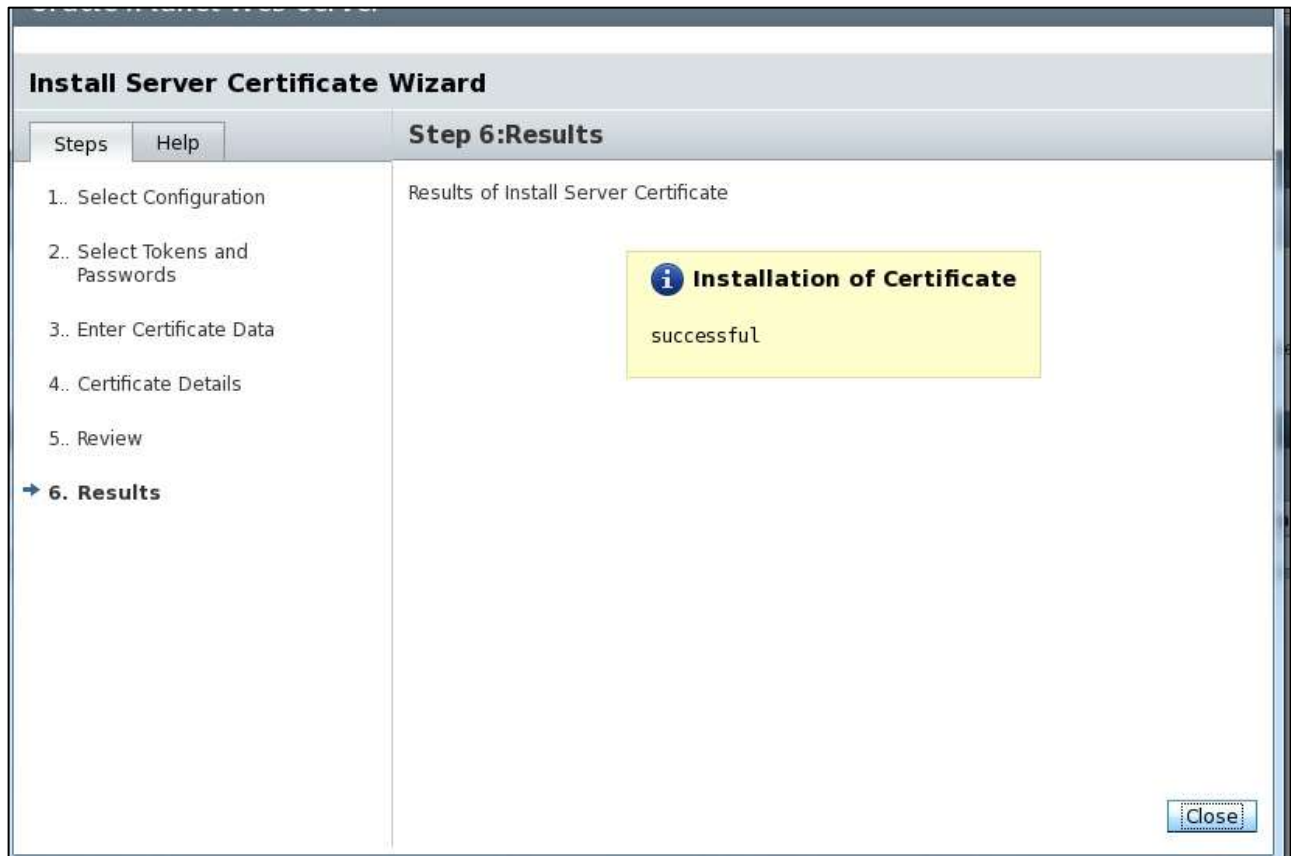 Install Server Certificate Wizard
Steps
Help
Step 6:Results
1.. Select Configuration
2.. Select Tokens and
Passwords
3.. Enter Certificate Data
4.. Certificate Details
5.. Review
6. Results
Results of Install Server Certificate
Installation of Certificate
successful
Close